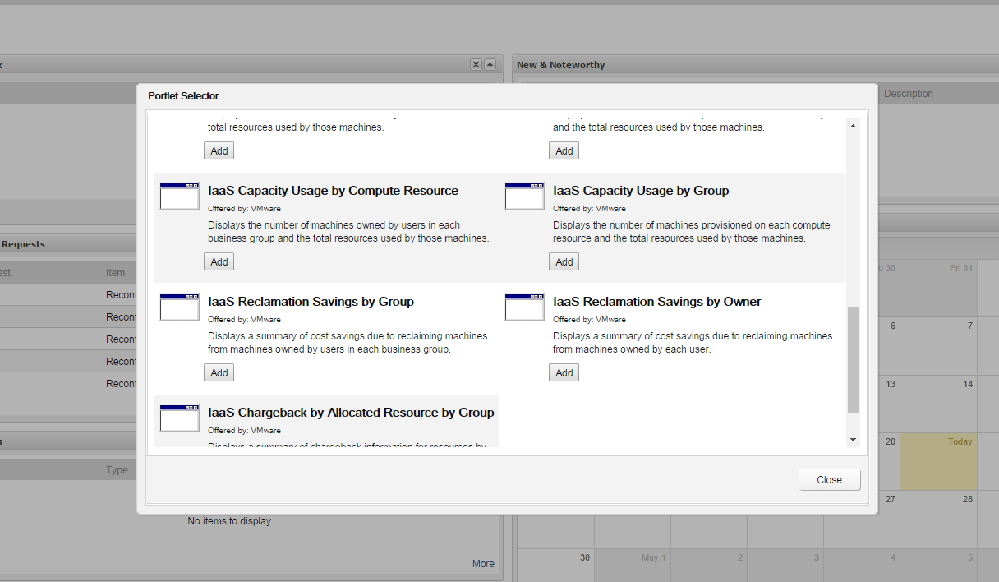 New & Noteworthy
Portlet Selector
Description
total resources used by those machines.
and the total resources used by those machines.
Add
Add
IaaS Capacity Usage by Compute Resource
IaaS Capacity Usage by Group
Offered by: VMware
Offered by: VMware
Displays the number of machines owned by users in each
business group and the total resources used by those machines.
Displays the number of machines provisioned on each compute
resource and the total resources used by those machines.
Add
Add
Requests
Item
u 30
Fri 31
Recont
Recont
Recont
Recont
Recont
IaaS Reclamation Savings by Group
IaaS Reclamation Savings by Owner
Offered by: VMware
Offered by: VMware
Displays a summary of cost savings due to reclaiming machines
from machines owned by users in each business group.
Displays a summary of cost savings due to reclaiming machines
from machines owned by each user.
Add
Add
6
7
13
14
IaaS Chargeback by Allocated Resource by Group
Offered by: VMware
Displays a summary of chargeback information for resources by
20
Today
Type
Close
27
28
No items to display
More
30
May 1
2
3
4
5